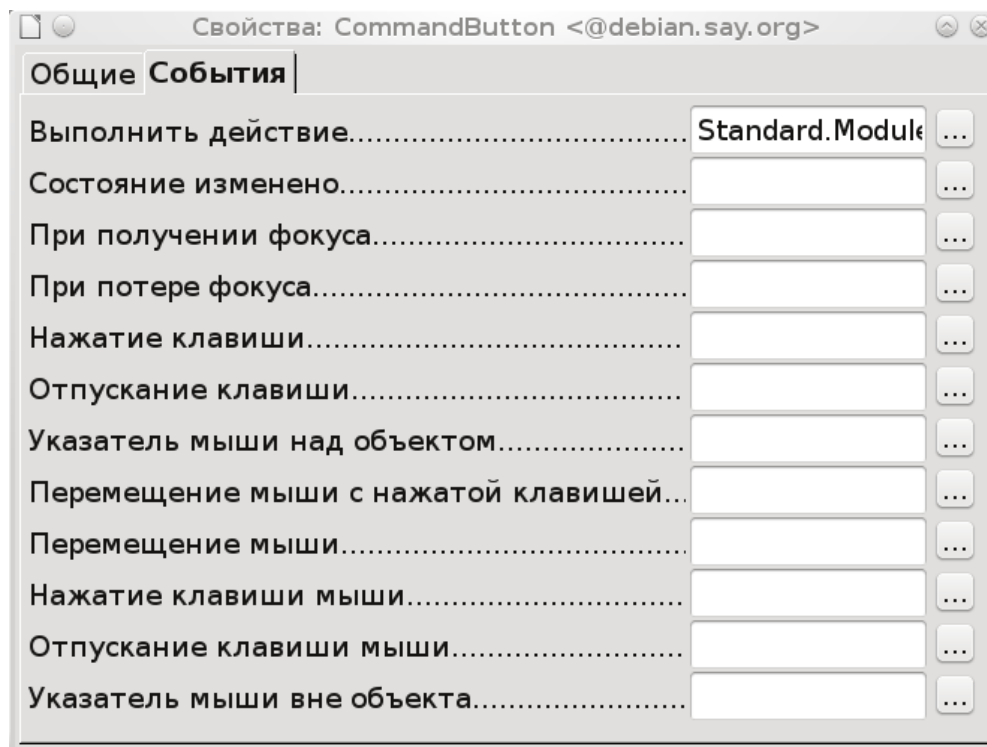 Свойства: CommandButton <@debian.say.org>
Общие События
Выполнить действие..................................... Standard.Module ...
Состояние изменено...................................... ...
При получении фокуса................................... ...
При потере фокуса......................................... ...
Нажатие клавиши......................................... ...
Отпускание клавиши.................................... ...
Указатель мыши над объектом..................... ...
Перемещение мыши с нажатой клавишей... ...
Перемещение мыши...................................... ...
Нажатие клавиши мыши.............................. ...
Отпускание клавиши мыши.......................... ...
Указатель мыши вне объекта........................ ...